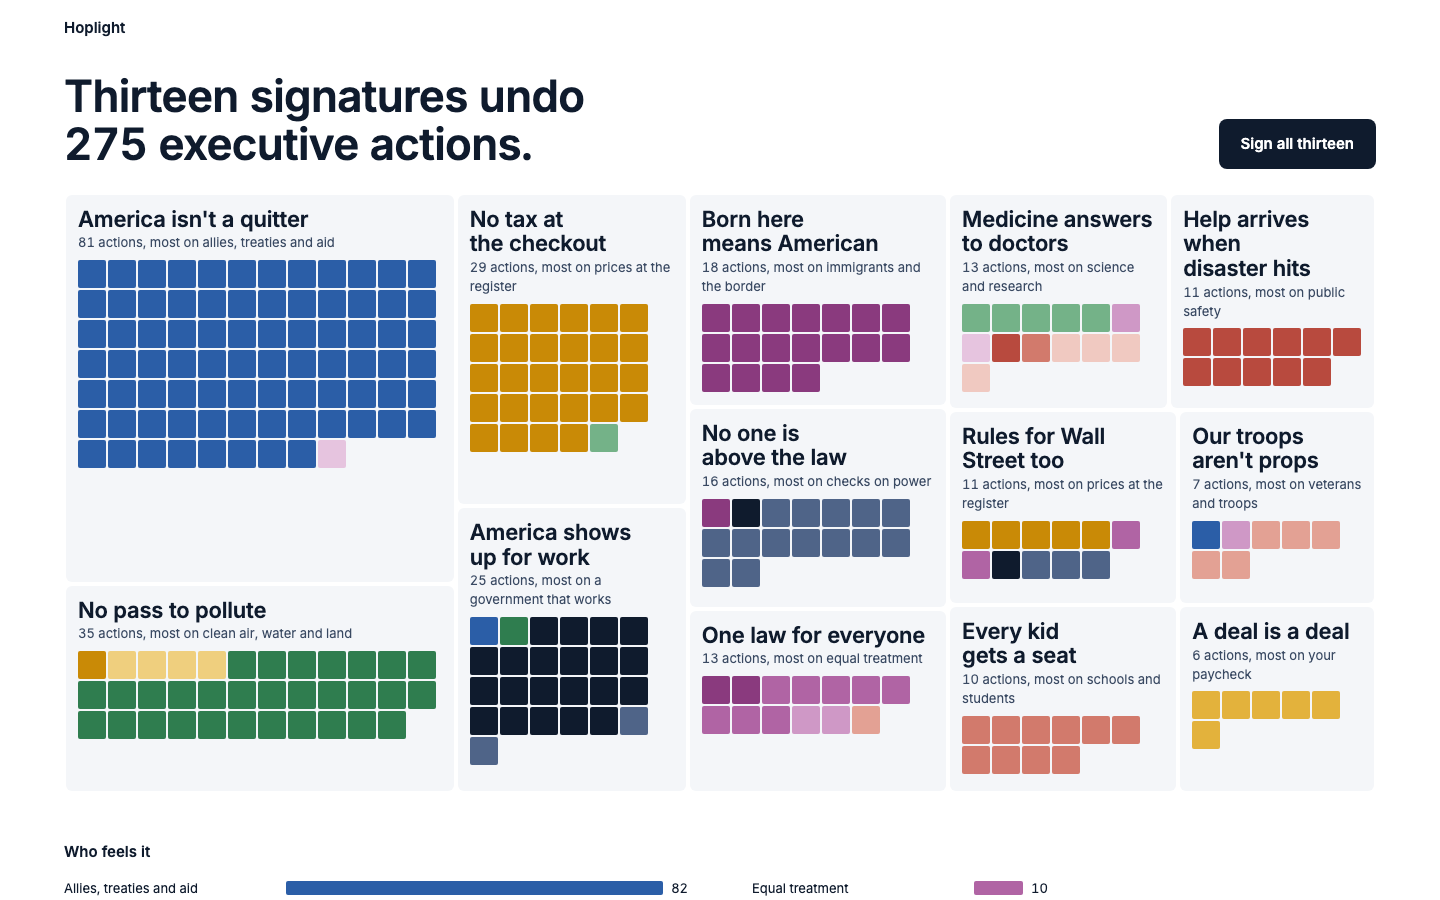 Hoplight
Thirteen signatures undo
275 executive actions.
Sign all thirteen
America isn't a quitter
81 actions, most on allies, treaties and aid
No pass to pollute
35 actions, most on clean air, water and land
No tax at
the checkout
29 actions, most on prices at the
register
America shows
up for work
25 actions, most on a
government that works
Born here
means American
18 actions, most on immigrants and
the border
No one is
above the law
16 actions, most on checks on power
One law for everyone
13 actions, most on equal treatment
Medicine answers
to doctors
13 actions, most on science
and research
Help arrives
when
disaster hits
11 actions, most on public
safety
Rules for Wall
Street too
11 actions, most on prices at the
register
Our troops
aren't props
7 actions, most on veterans
and troops
Every kid
gets a seat
10 actions, most on schools and
students
A deal is a deal
6 actions, most on your
paycheck
Who feels it
Allies, treaties and aid 82
Equal treatment 10